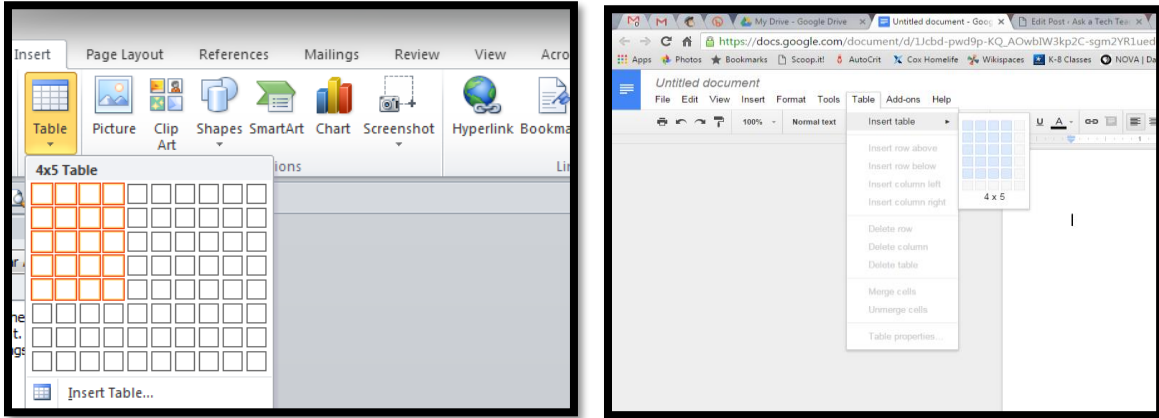 Insert Page Layout References Mailings Review View Acro
Table Picture Clip Art Shapes SmartArt Chart Screenshot Hyperlink Bookma
ions
4x5 Table
Insert Table...
My Drive - Google Drive Untitled document - Goog Edit Post - Ask a Tech Tea
https://docs.google.com/document/d/1Jcbd-pwd9p-KQ_AOwbIW3kp2C-sgm2YR1ued
Apps Photos Bookmarks Scoop.it! AutoCrit Cox Homelife Wikispaces K-8 Classes NOVA | Da
Untitled document
File Edit View Insert Format Tools Table Add-ons Help
100% Normal text
Insert table
Insert row above
Insert row below
Insert column left
Insert column right
4 x 5
Delete row
Delete column
Delete table
Merge cells
Unmerge cells
Table properties...